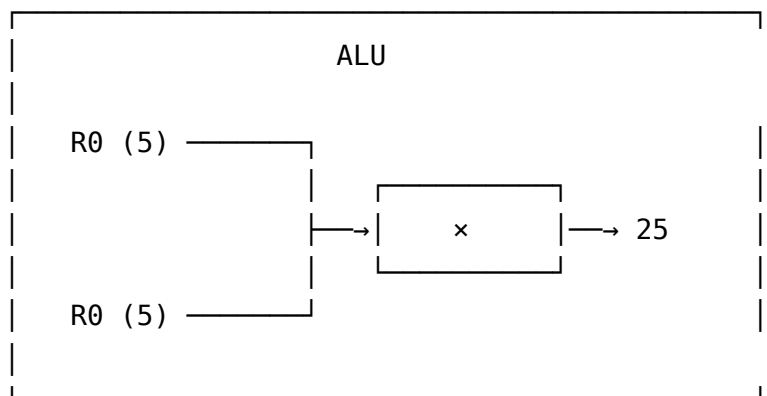 ALU
R0 (5)
× → 25
R0 (5)